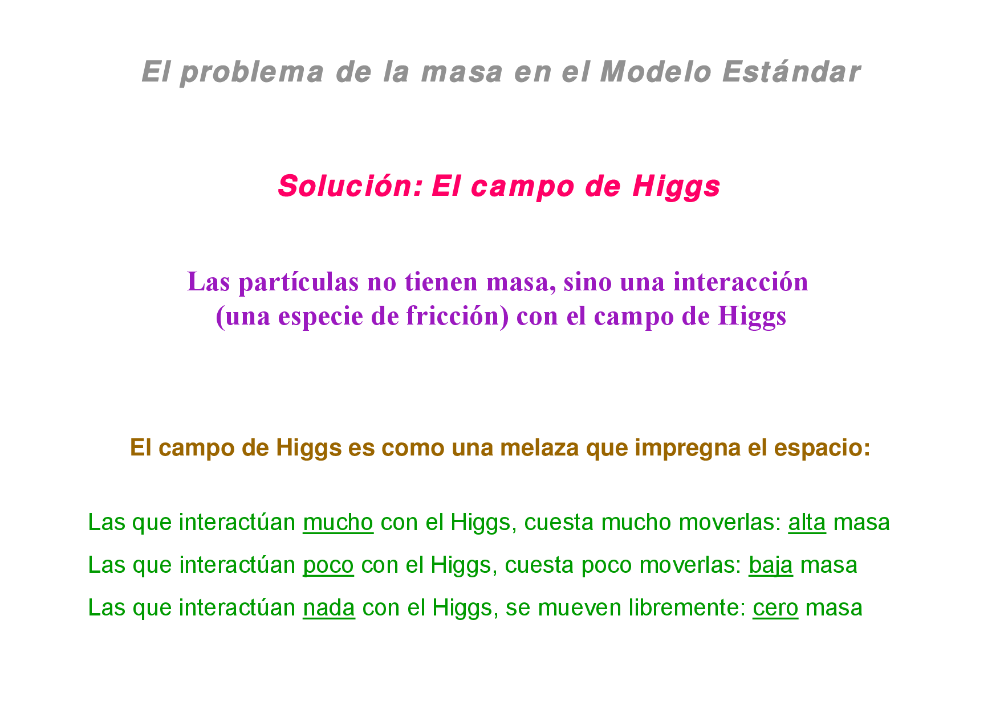 El problema de la masa en el Modelo Estándar
Solución: El campo de Higgs
Las partículas no tienen masa, sino una interacción
(una especie de fricción) con el campo de Higgs
El campo de Higgs es como una melaza que impregna el espacio:
Las que interactúan mucho con el Higgs, cuesta mucho moverlas: alta masa
Las que interactúan poco con el Higgs, cuesta poco moverlas: baja masa
Las que interactúan nada con el Higgs, se mueven libremente: cero masa